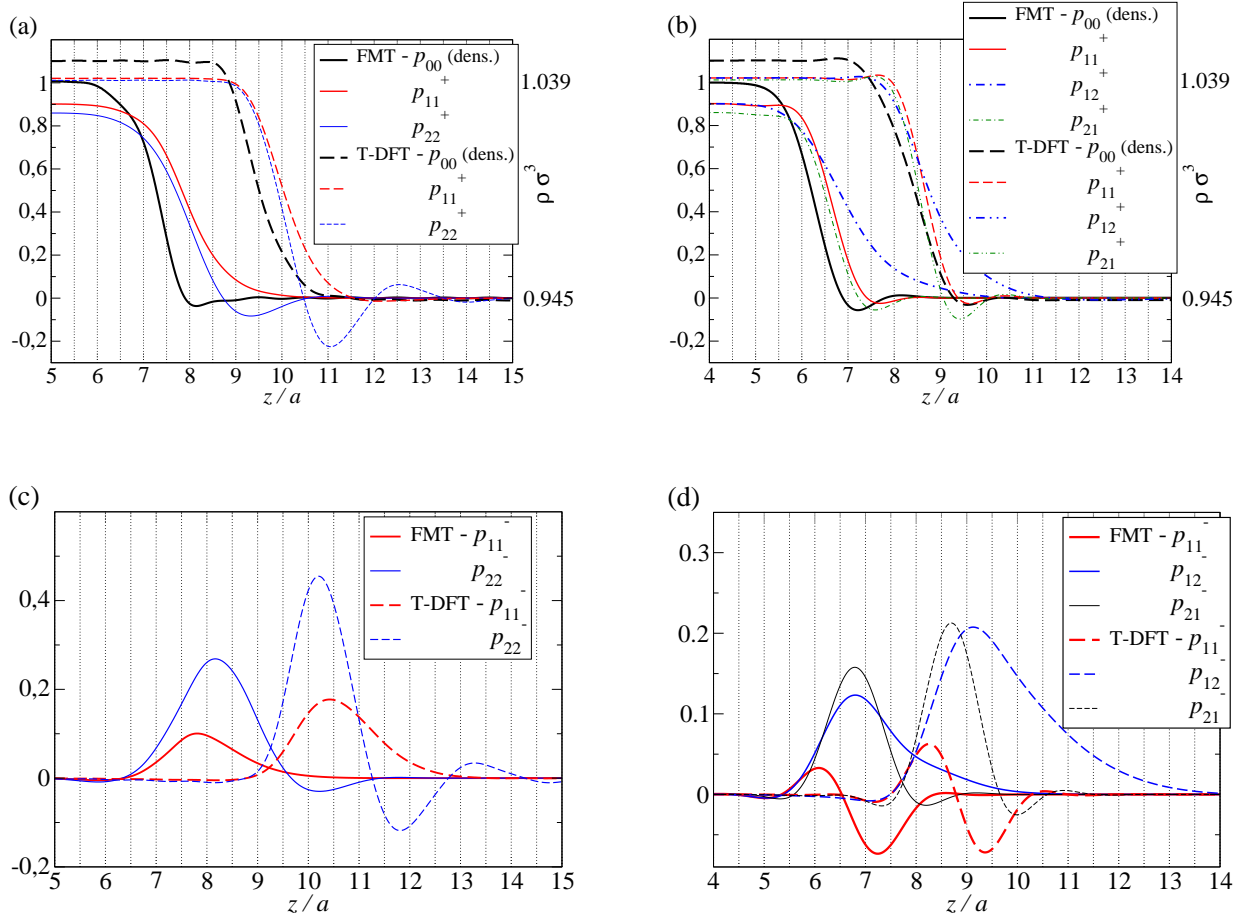 (a)
FMT - p00 (dens.)
p11+
p22+
T-DFT - p00 (dens.)
p11+
p22+
1
0.8
0.6
0.4
0.2
0
-0,2
1.039
0.945
ρ σ3
5 6 7 8 9 10 11 12 13 14 15
z / a
(b)
FMT - p00 (dens.)
p11+
p12+
p21+
T-DFT - p00 (dens.)
p11+
p12+
p21+
1
0.8
0.6
0.4
0.2
0
-0,2
1.039
0.945
ρ σ3
4 5 6 7 8 9 10 11 12 13 14
z / a
(c)
FMT - p11-
p22-
T-DFT - p11-
p22-
0,4
0,2
0
-0,2
5 6 7 8 9 10 11 12 13 14 15
z / a
(d)
FMT - p11-
p12-
p21-
T-DFT - p11-
p12-
p21-
0.3
0.2
0.1
0
4 5 6 7 8 9 10 11 12 13 14
z / a